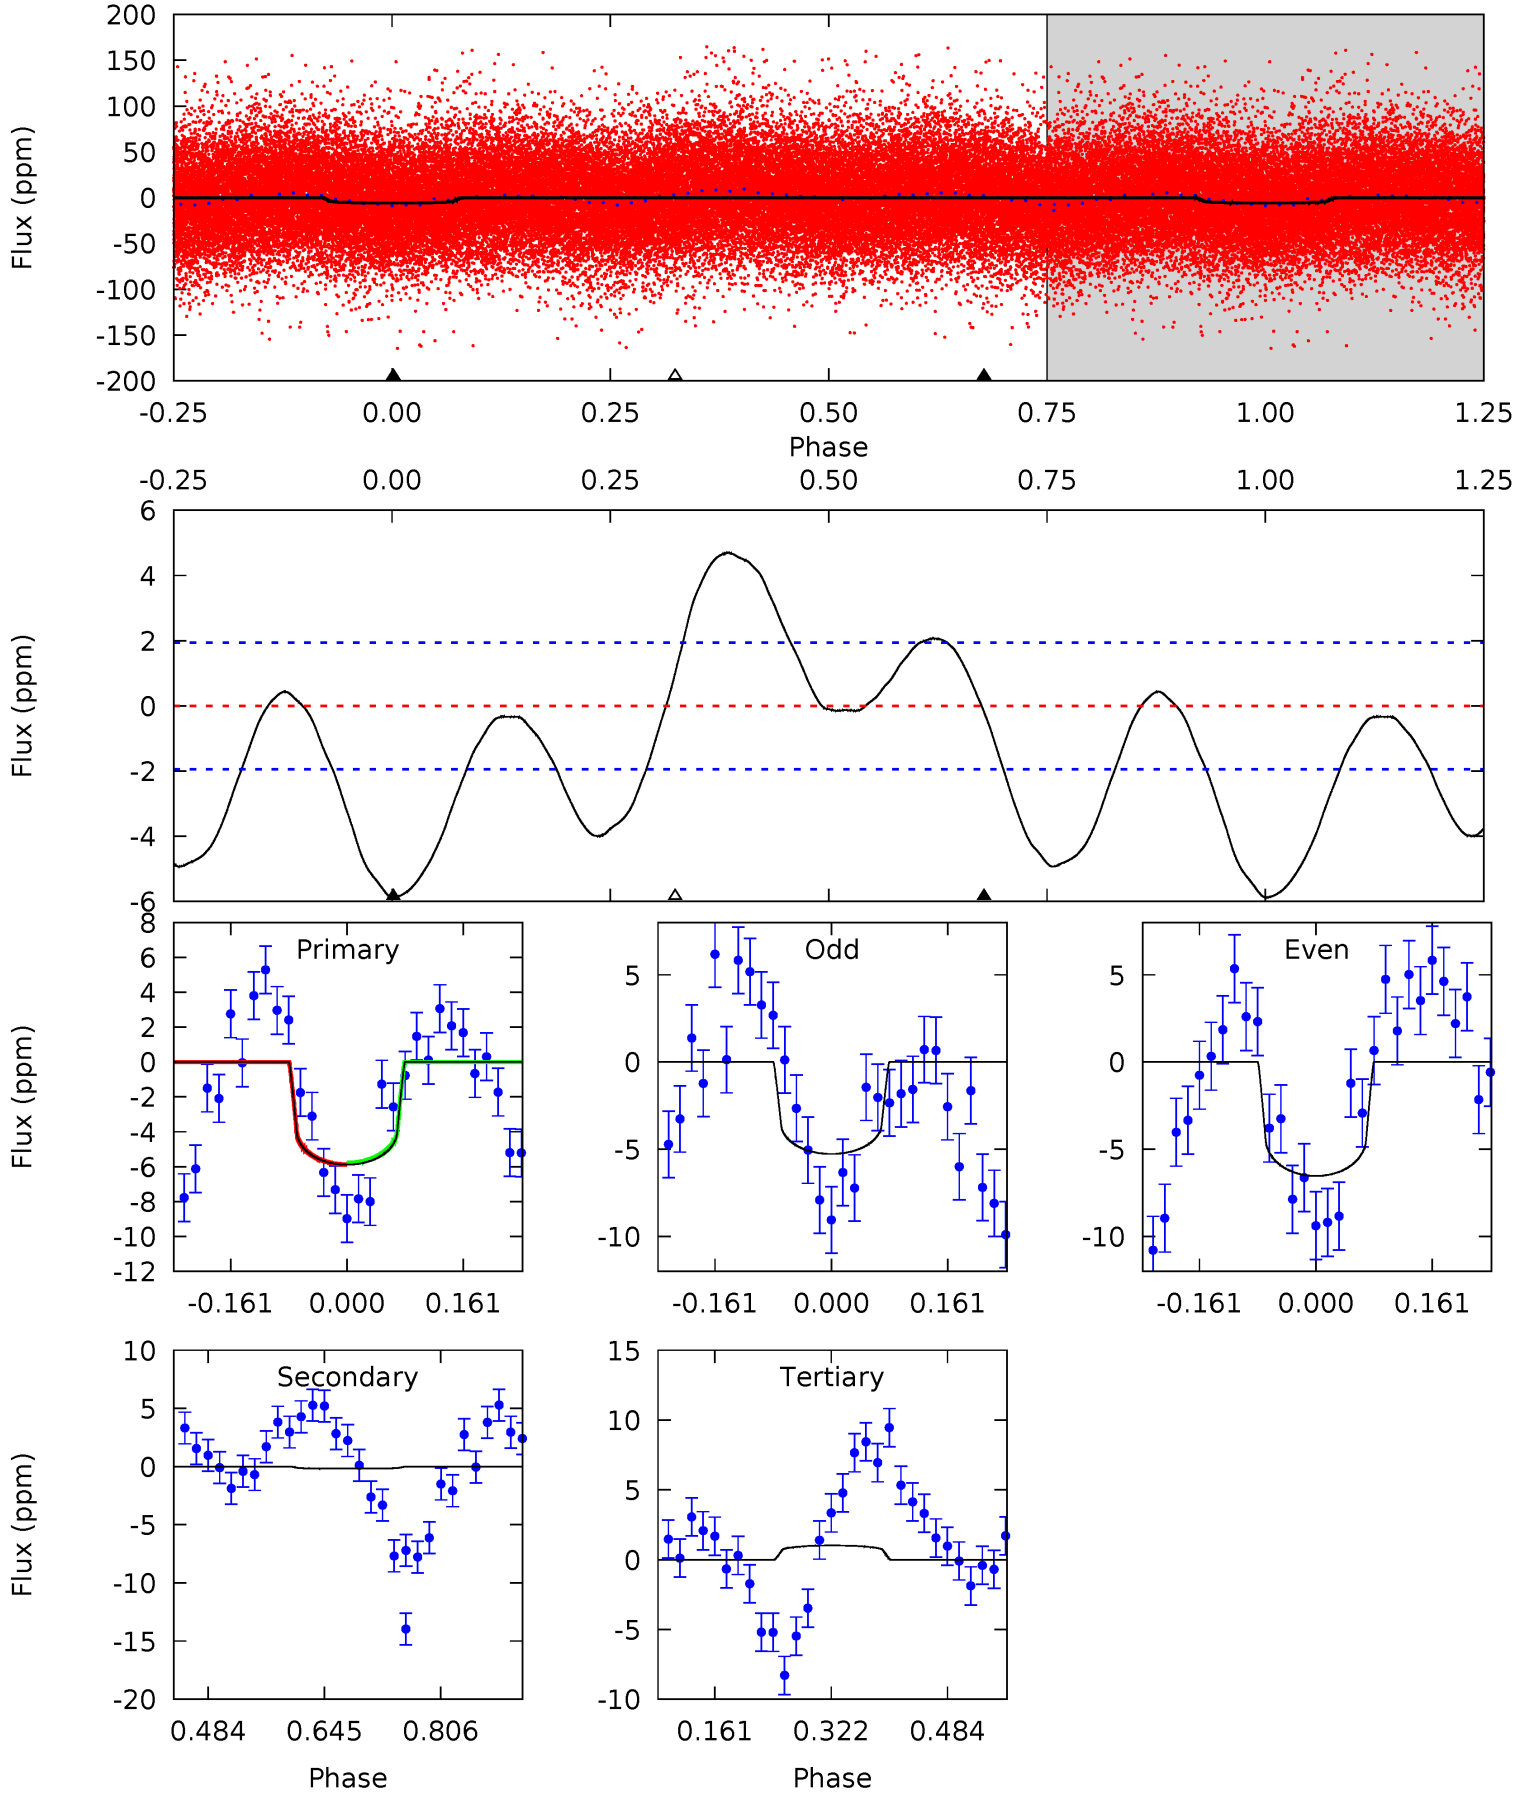 200
150
100
50
0
-50
-100
-150
-200
Flux (ppm)
-0.25 0.00 0.25 0.50 0.75 1.00 1.25
Phase
-0.25 0.00 0.25 0.50 0.75 1.00 1.25
6
4
2
0
-2
-4
-6
Flux (ppm)
Primary
8
6
4
2
0
-2
-4
-6
-8
-10
-12
Flux (ppm)
-0.161 0.000 0.161
Odd
5
0
-5
-10
-0.161 0.000 0.161
Even
5
0
-5
-10
-0.161 0.000 0.161
Secondary
10
5
0
-5
-10
-15
-20
Flux (ppm)
0.484 0.645 0.806
Phase
Tertiary
15
10
5
0
-5
-10
0.161 0.322 0.484
Phase